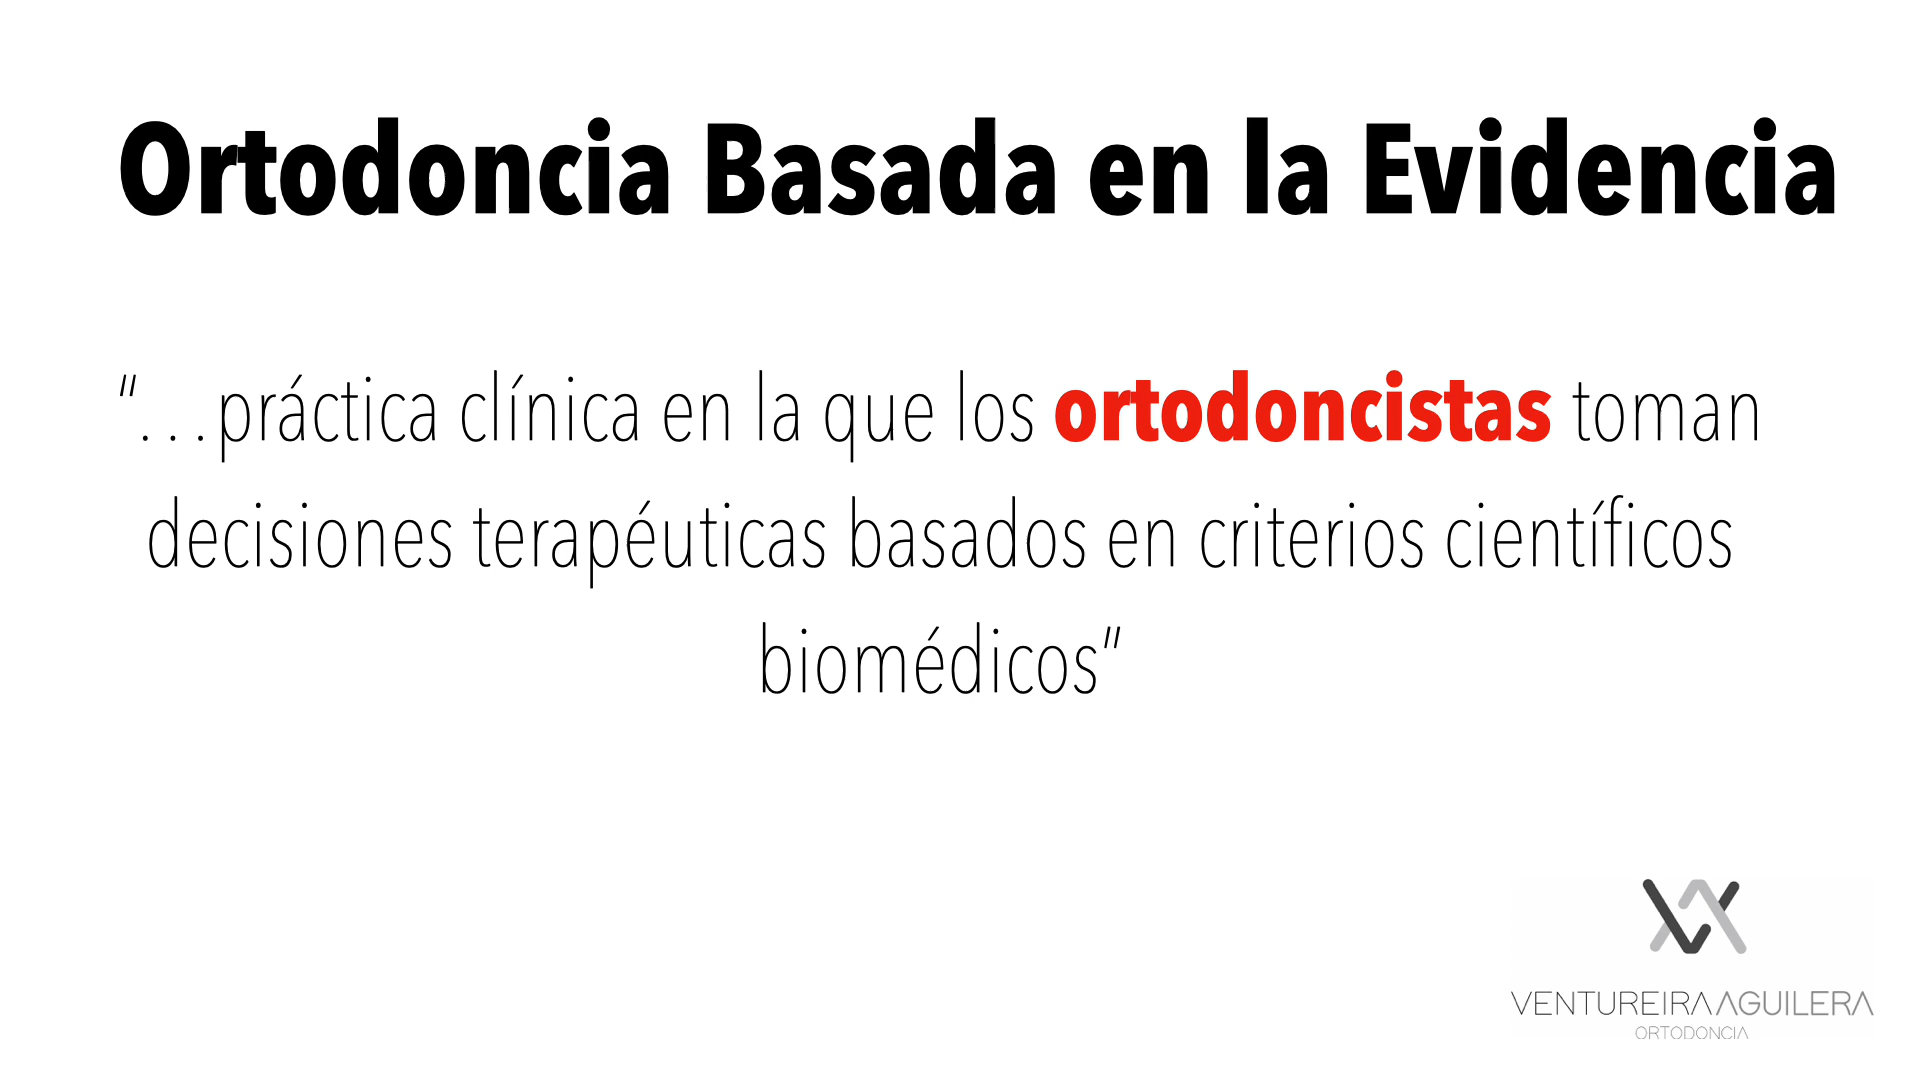 Ortodoncia Basada en la Evidencia
“…práctica clínica en la que los ortodoncistas toman
decisiones terapéuticas basados en criterios científicos
biomédicos”
VENTUREIRA AGUILERA
ORTODONCIA